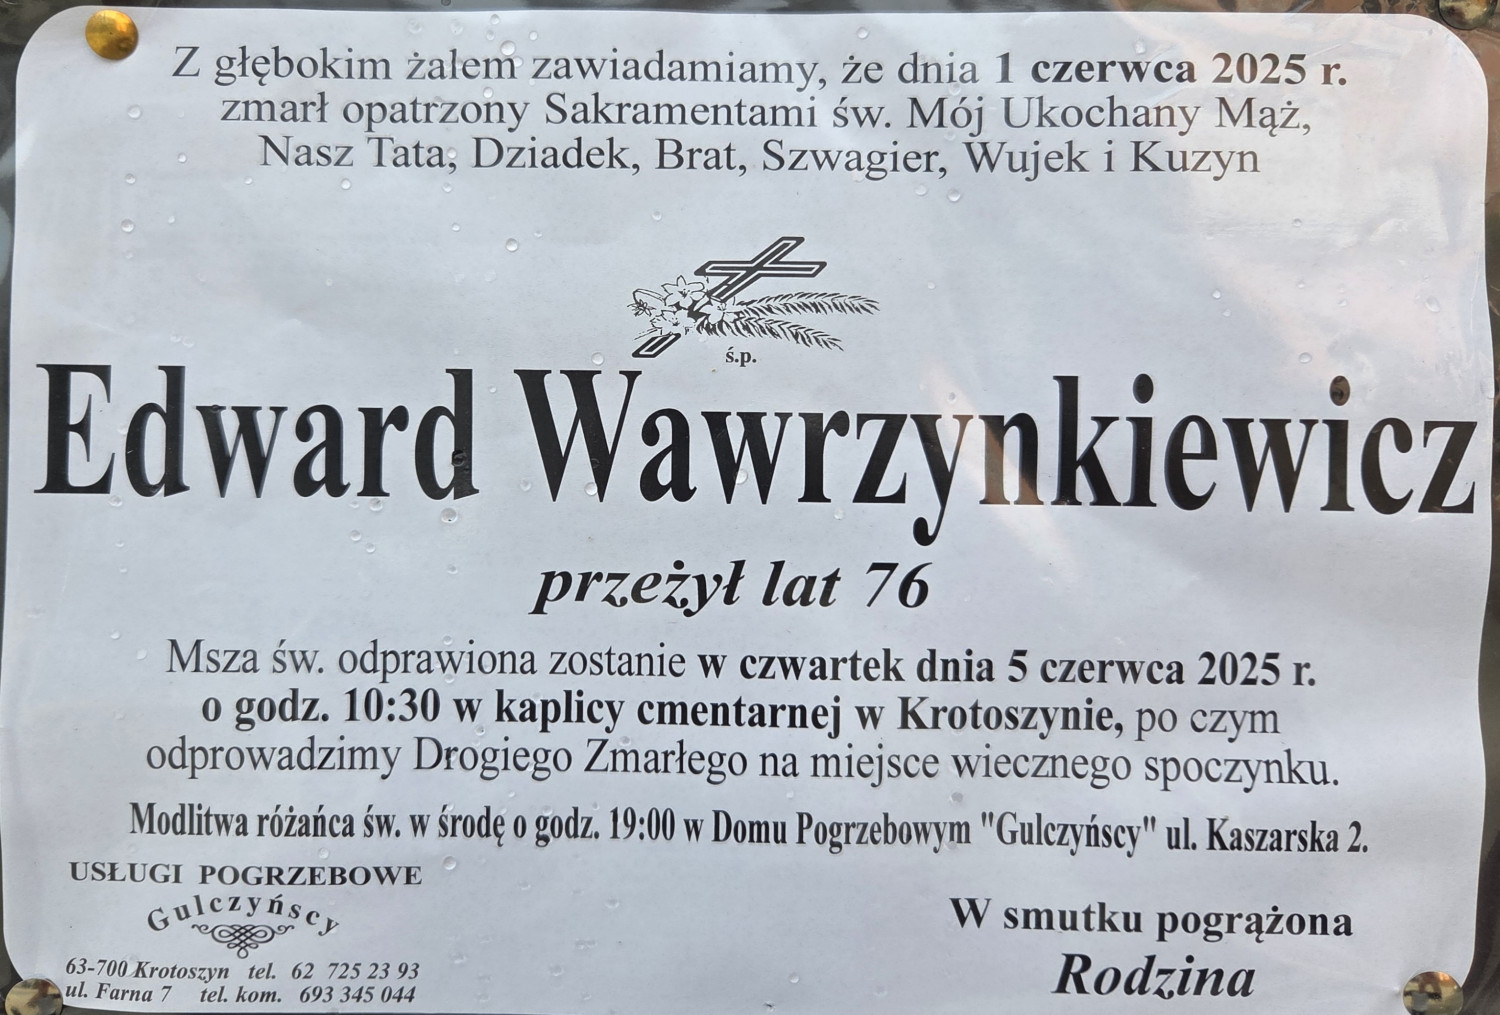 Z głębokim żalem zawiadamiamy, że dnia 1 czerwca 2025 r.
zmarł opatrzony Sakramentami św. Mój Ukochany Mąż,
Nasz Tata, Dziadek, Brat, Szwagier, Wujek i Kuzyn
ś.p.
Edward Wawrzynkiewicz
przeżył lat 76
Msza św. odprawiona zostanie w czwartek dnia 5 czerwca 2025 r.
o godz. 10:30 w kaplicy cmentarnej w Krotoszynie, po czym
odprowadzimy Drogiego Zmarłego na miejsce wiecznego spoczynku.
Modlitwa różańca św. w środę o godz. 19:00 w Domu Pogrzebowym "Gulczyńscy" ul. Kaszarska 2.
USŁUGI POGRZEBOWE
Gulczyńscy
63-700 Krotoszyn tel. 62 725 23 93
ul. Farna 7 tel. kom. 693 345 044
W smutku pogrążona
Rodzina